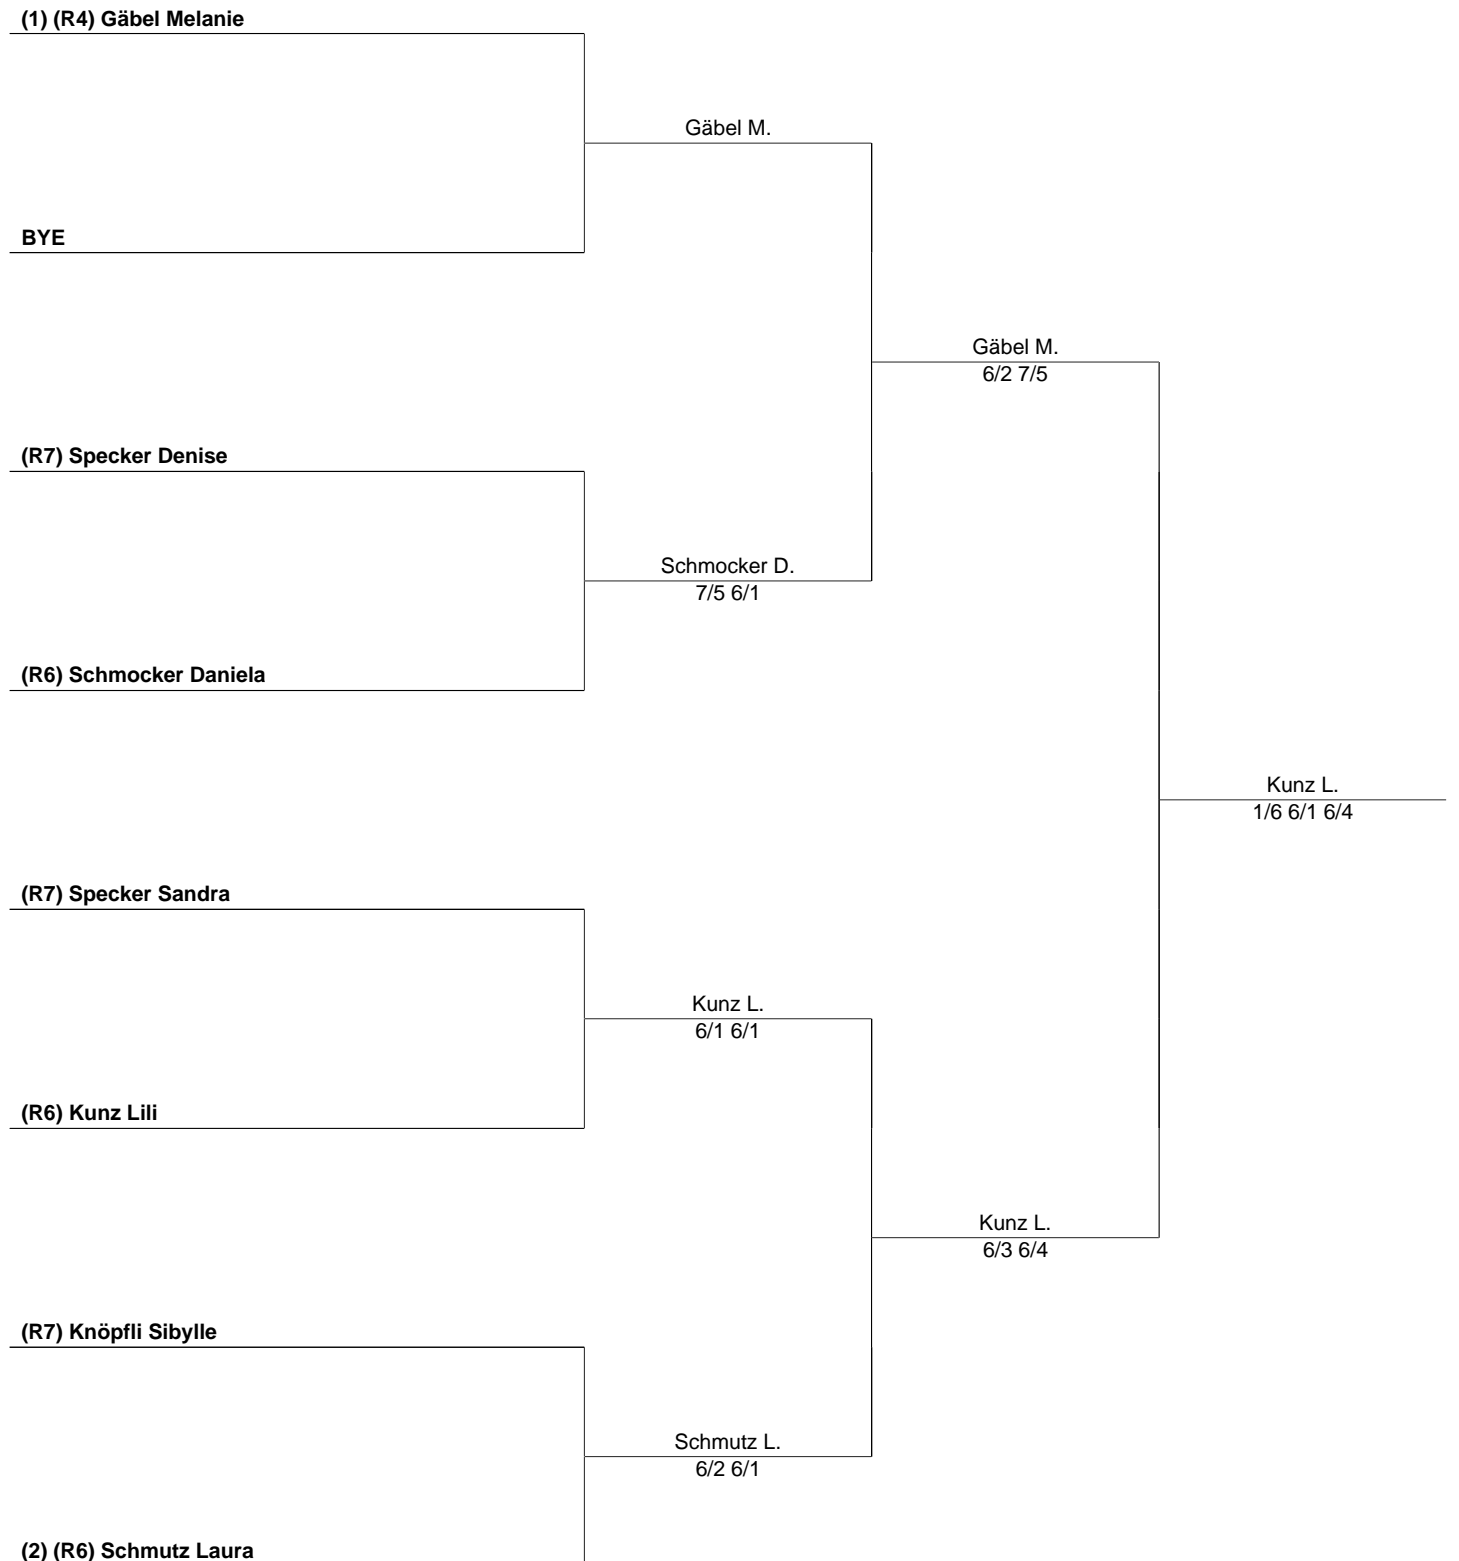 (1) (R4) Gäbel Melanie
Gäbel M.
BYE
Gäbel M.
6/2 7/5
(R7) Specker Denise
Schmocker D.
7/5 6/1
(R6) Schmocker Daniela
Kunz L.
1/6 6/1 6/4
(R7) Specker Sandra
Kunz L.
6/1 6/1
(R6) Kunz Lili
Kunz L.
6/3 6/4
(R7) Knöpfli Sibylle
Schmutz L.
6/2 6/1
(2) (R6) Schmutz Laura